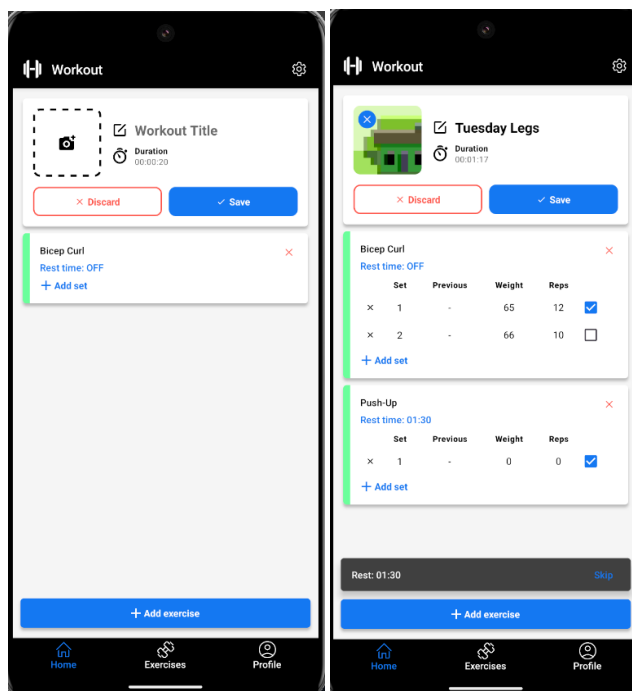 Workout
Workout Title
Duration
00:00:20
× Discard
✓ Save
Bicep Curl
×
Rest time: OFF
+ Add set
+ Add exercise
Home
Exercises
Profile
Workout
Tuesday Legs
Duration
00:01:17
× Discard
✓ Save
Bicep Curl
×
Rest time: OFF
Set Previous Weight Reps
× 1 - 65 12
× 2 - 66 10
+ Add set
Push-Up
×
Rest time: 01:30
Set Previous Weight Reps
× 1 - 0 0
+ Add set
Rest: 01:30 Skip
+ Add exercise
Home
Exercises
Profile